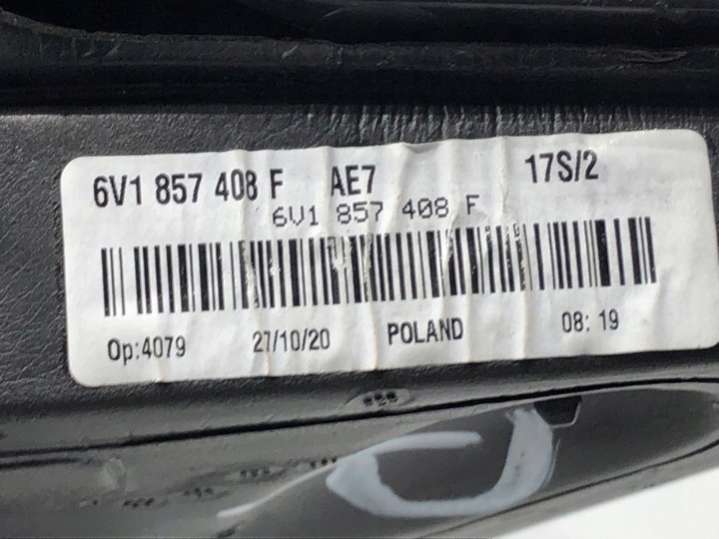 6V1 857 408 F AE7 17S/2
6V1 857 408 F
Op:4079 27/10/20 POLAND 08: 19